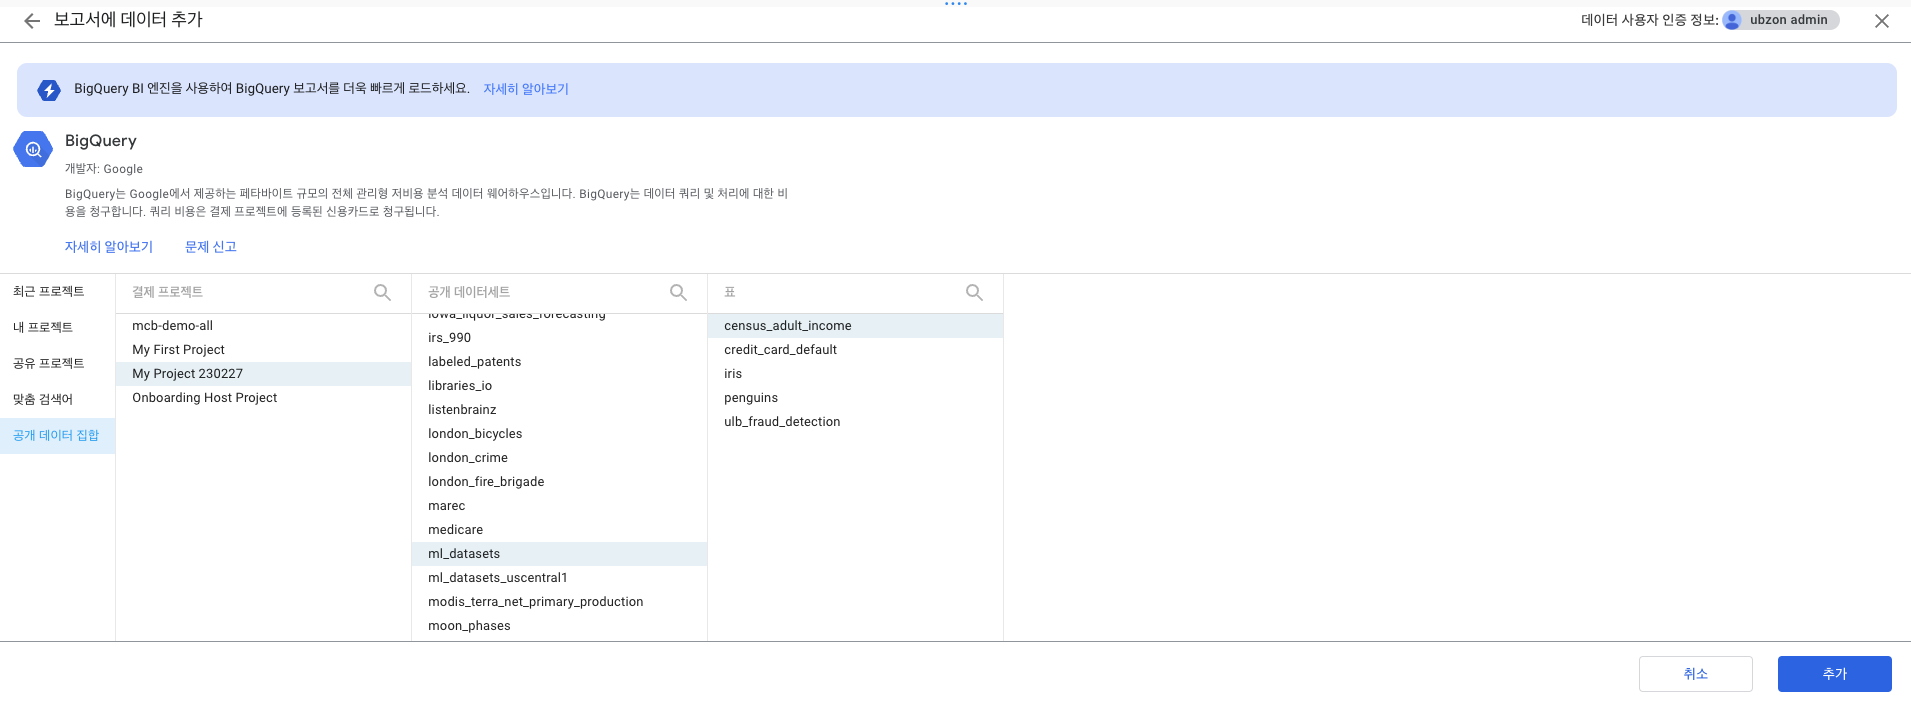 보고서에 데이터 추가
데이터 사용자 인증 정보: ubzon admin
BigQuery BI 엔진을 사용하여 BigQuery 보고서를 더욱 빠르게 로드하세요. 자세히 알아보기
BigQuery
개발자: Google
BigQuery는 Google에서 제공하는 페타바이트 규모의 전체 관리형 저비용 분석 데이터 웨어하우스입니다. BigQuery는 데이터 쿼리 및 처리에 대한 비
용을 청구합니다. 쿼리 비용은 결제 프로젝트에 등록된 신용카드로 청구됩니다.
자세히 알아보기 문제 신고
최근 프로젝트
내 프로젝트
공유 프로젝트
맞춤 검색어
공개 데이터 집합
결제 프로젝트
mcb-demo-all
My First Project
My Project 230227
Onboarding Host Project
공개 데이터세트
iowa_liquor_sales_forecasting
irs_990
labeled_patents
libraries_io
listenbrainz
london_bicycles
london_crime
london_fire_brigade
marec
medicare
ml_datasets
ml_datasets_uscentral1
modis_terra_net_primary_production
moon_phases
표
census_adult_income
credit_card_default
iris
penguins
ulb_fraud_detection
취소
추가